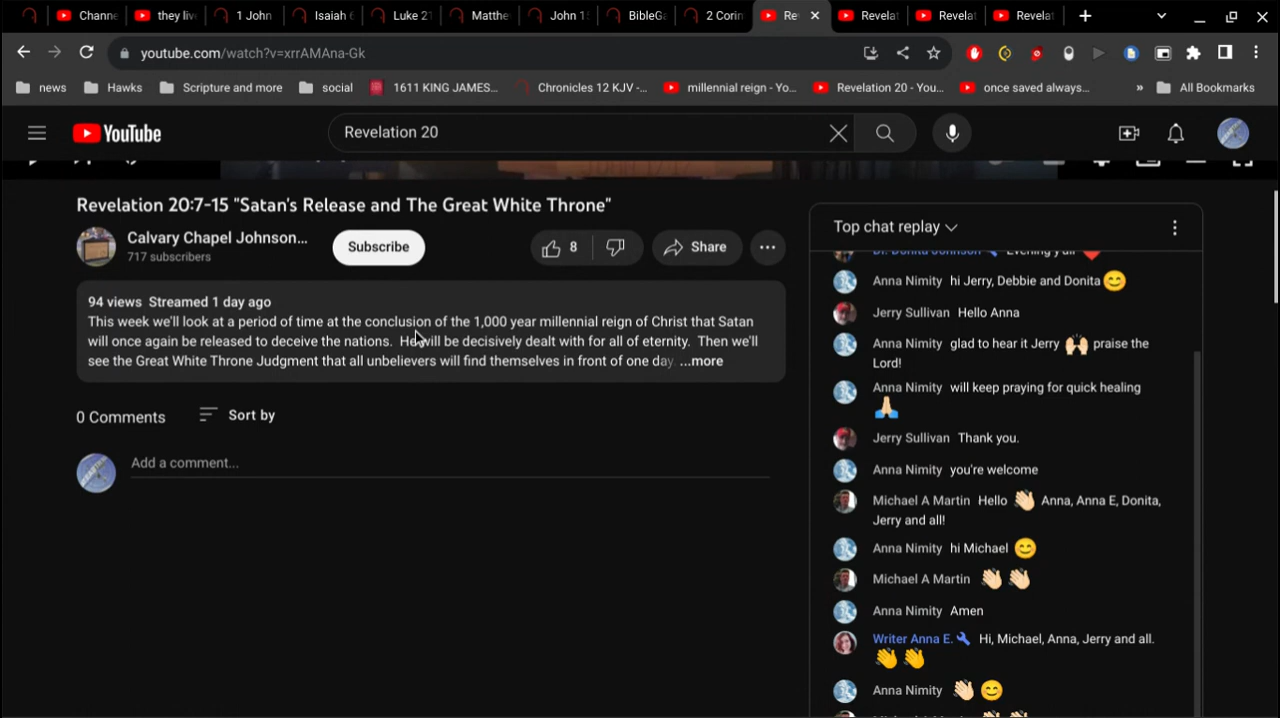 Channe
they live
1 John
Isaiah 6
Luke 21
Matthe
John 1
BibleGa
2 Corin
Re
Revelat
Revelat
Revelat
youtube.com/watch?v=xrrAMAna-Gk
news
Hawks
Scripture and more
social
1611 KING JAMES...
Chronicles 12 KJV -...
millennial reign - Yo...
Revelation 20 - You...
once saved always...
»
All Bookmarks
YouTube
Revelation 20
Revelation 20:7-15 "Satan's Release and The Great White Throne"
Calvary Chapel Johnson...
717 subscribers
Subscribe
8
Share
94 views Streamed 1 day ago
This week we'll look at a period of time at the conclusion of the 1,000 year millennial reign of Christ that Satan
will once again be released to deceive the nations. He will be decisively dealt with for all of eternity. Then we'll
see the Great White Throne Judgment that all unbelievers will find themselves in front of one day. ...more
0 Comments
Sort by
Add a comment...
Top chat replay
Dr. Donita Johnson Evening y'all ❤️
Anna Nimity hi Jerry, Debbie and Donita 😊
Jerry Sullivan Hello Anna
Anna Nimity glad to hear it Jerry 🙌🏻 praise the
Lord!
Anna Nimity will keep praying for quick healing
🙏🏻
Jerry Sullivan Thank you.
Anna Nimity you're welcome
Michael A Martin Hello 👋🏻 Anna, Anna E, Donita,
Jerry and all!
Anna Nimity hi Michael 😊
Michael A Martin 👋🏻👋🏻
Anna Nimity Amen
Writer Anna E. Hi, Michael, Anna, Jerry and all.
👋👋
Anna Nimity 👋🏻😊